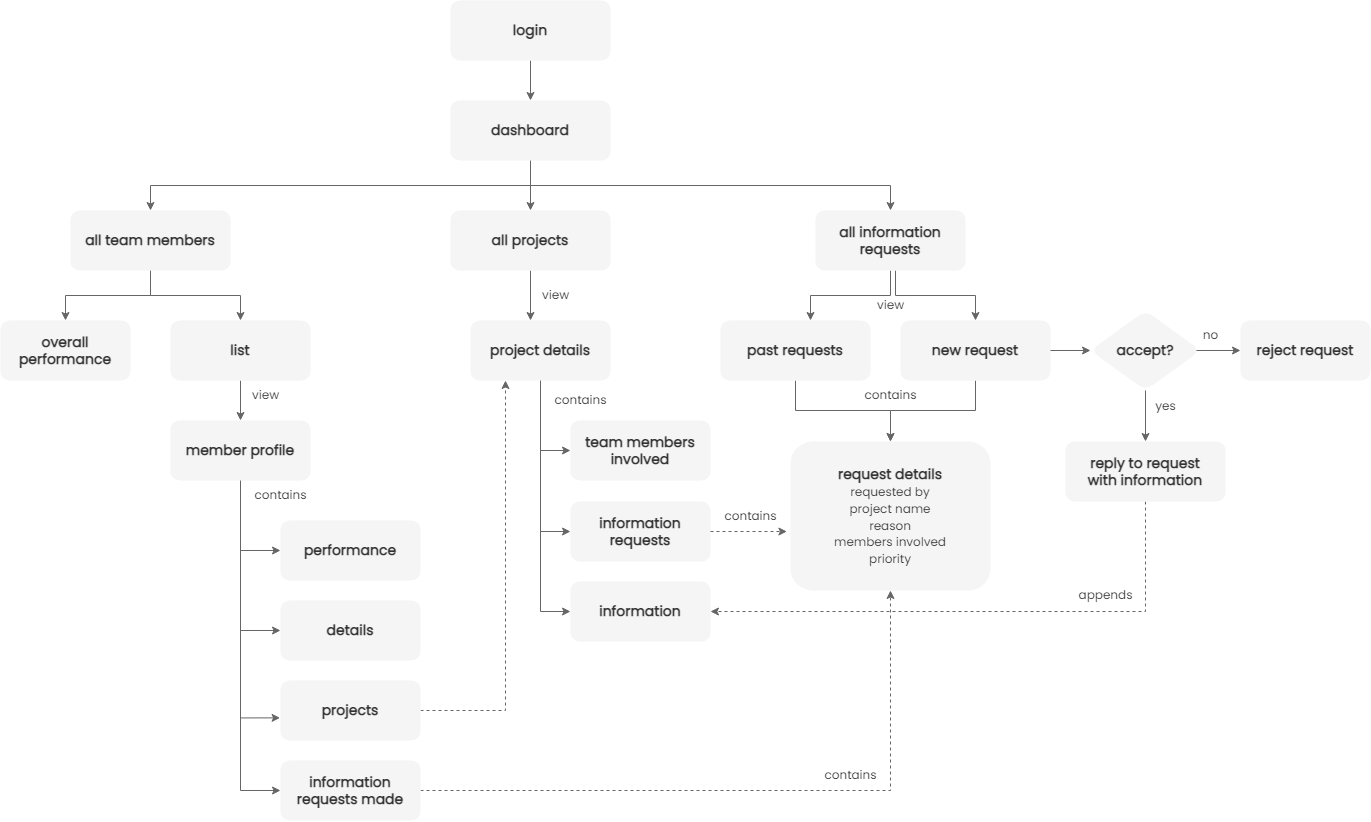 login
dashboard
all team members
all projects
all information
requests
view
view
overall
performance
list
project details
past requests
new request
accept?
no
reject request
view
contains
contains
yes
member profile
team members
involved
reply to request
with information
request details
requested by
project name
reason
members involved
priority
contains
information
requests
contains
performance
information
appends
details
projects
information
requests made
contains